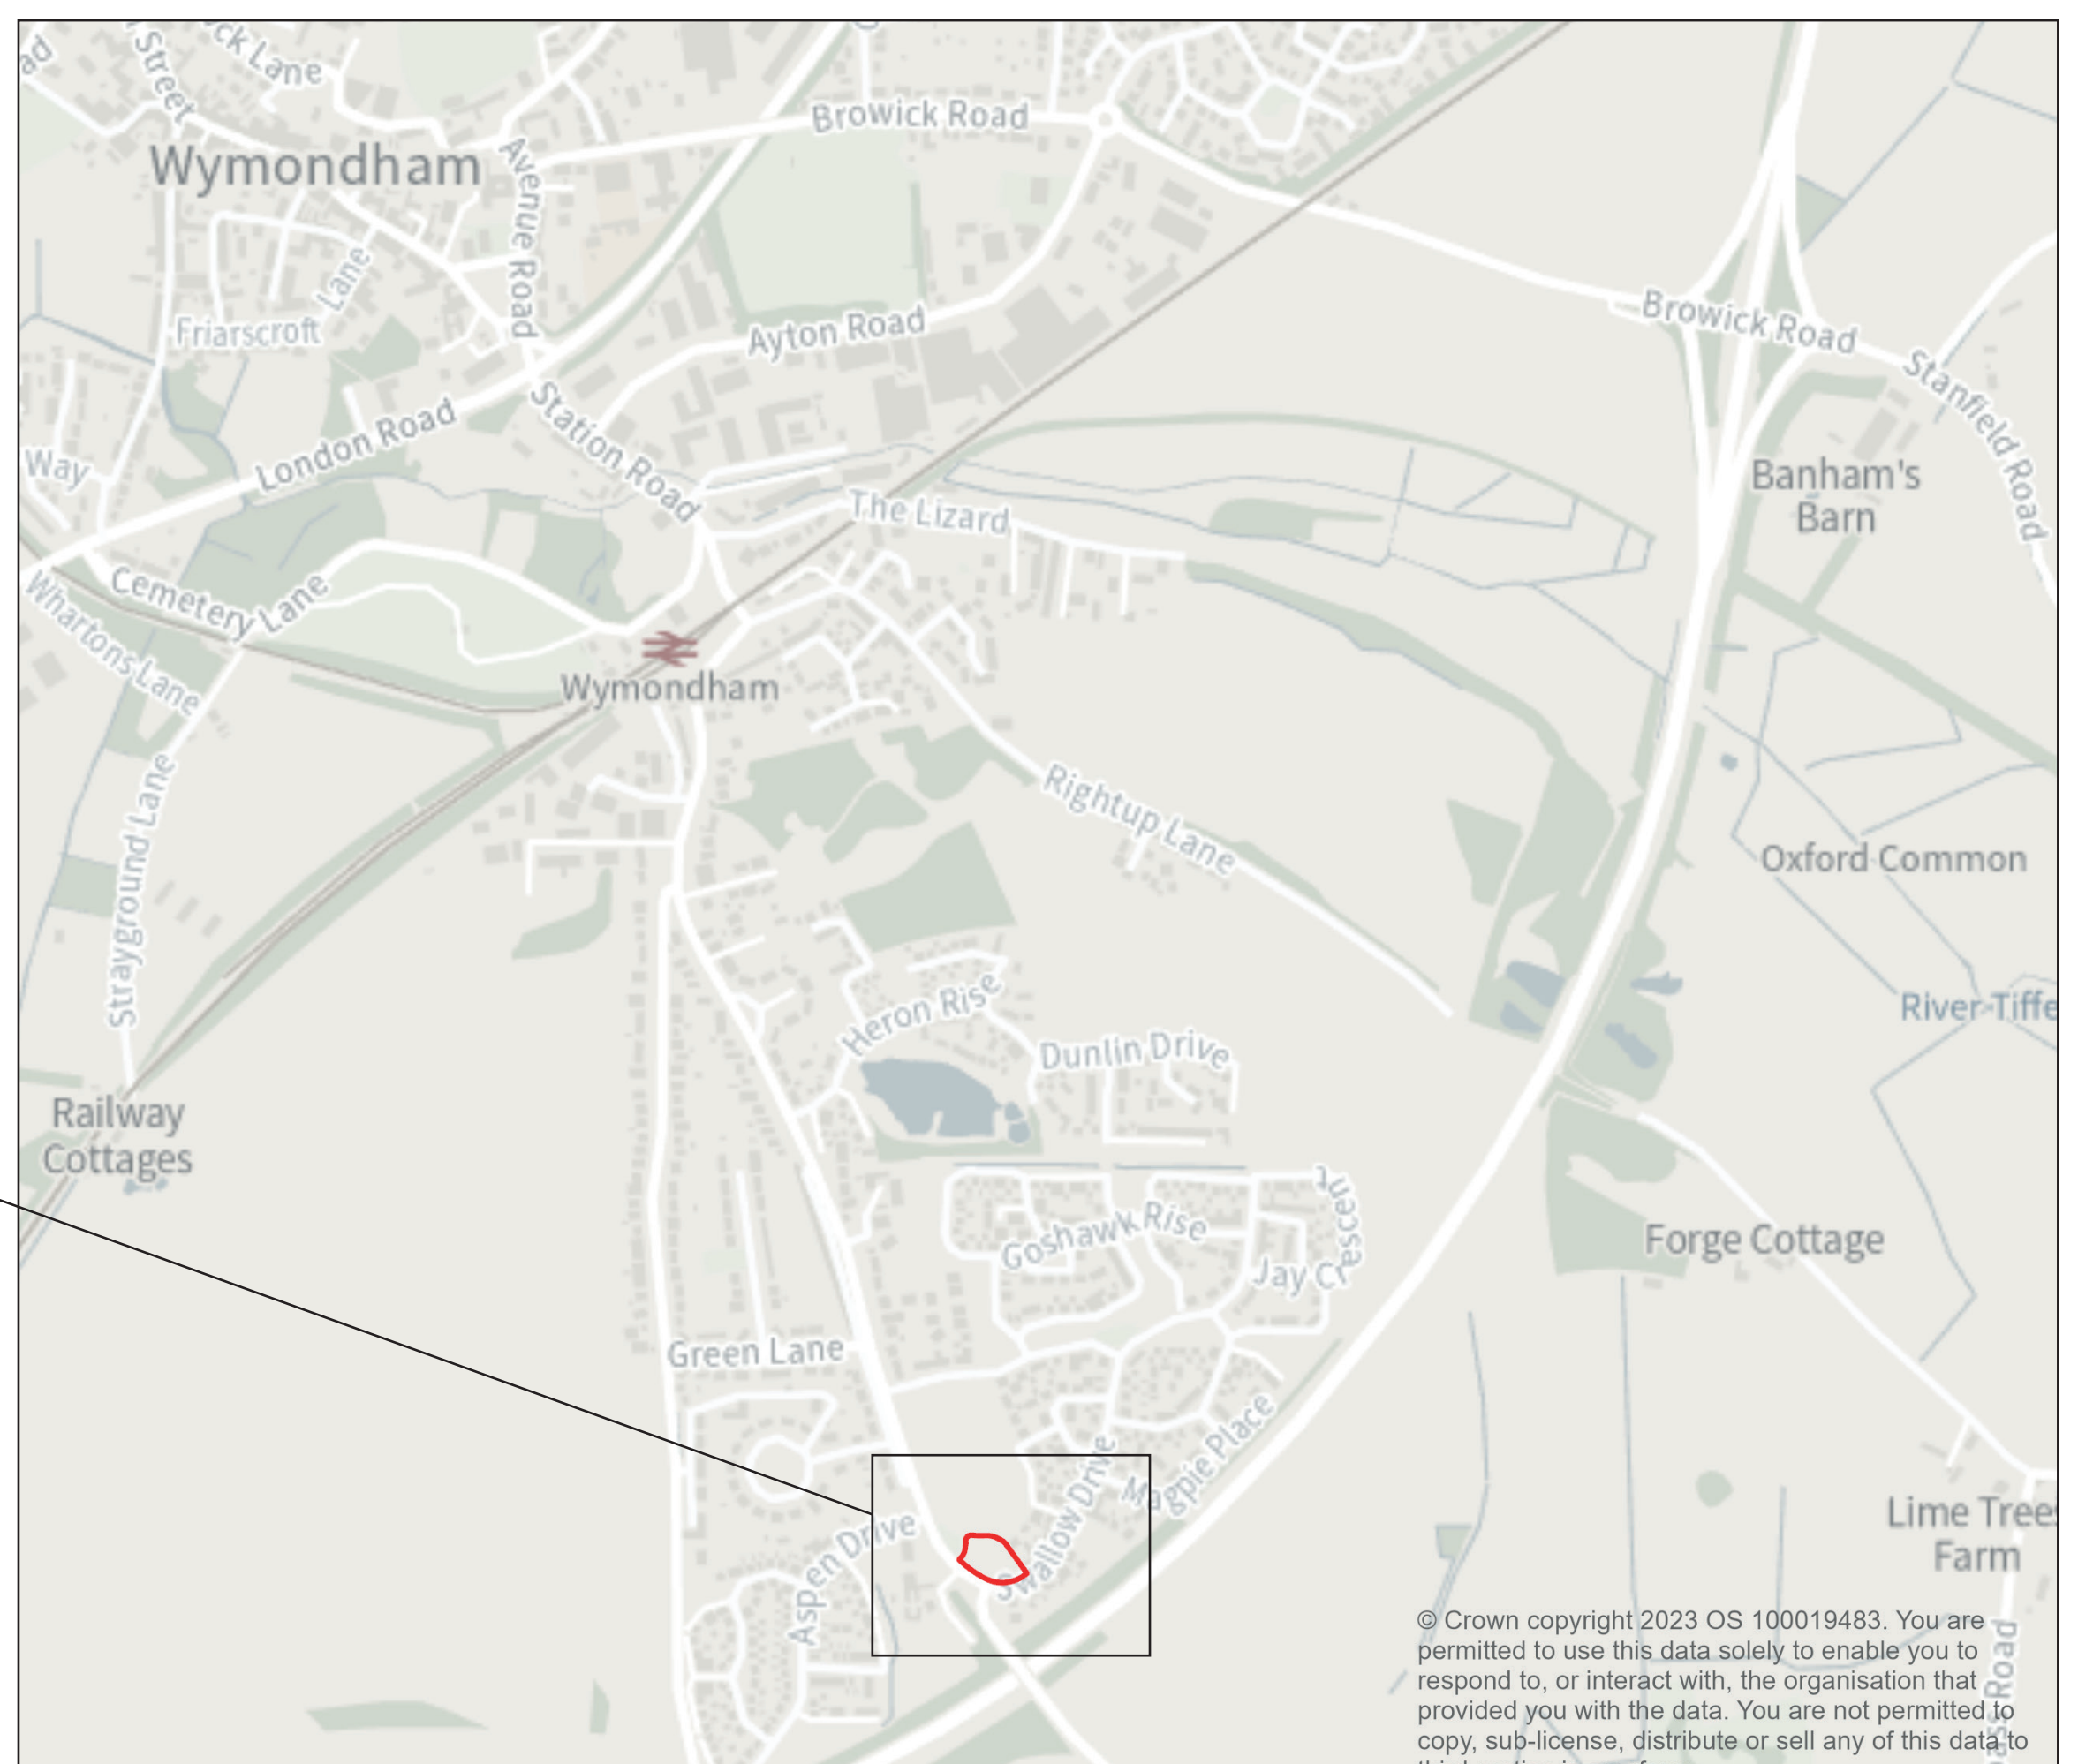 ck Lane
Street
ad
Browick Road
Wymondham
Avenue Road
Friarscroft
Lane
Ayton Road
Browick Road
Stanfield Road
Station Road
London Road
Way
Banham's
Barn
The Lizard
Cemetery Lane
Whartons Lane
Wymondham
Rightup Lane
Strayground Lane
Oxford Common
Heron Rise
River Tiffe
Dunlin Drive
Railway
Cottages
Goshawk Rise
Jay Crescent
Forge Cottage
Green Lane
Magpie Place
Swallow Drive
Aspen Drive
Lime Trees
Farm
© Crown copyright 2023 OS 100019483. You are
permitted to use this data solely to enable you to
respond to, or interact with, the organisation that
provided you with the data. You are not permitted to
copy, sub-license, distribute or sell any of this data to
Road